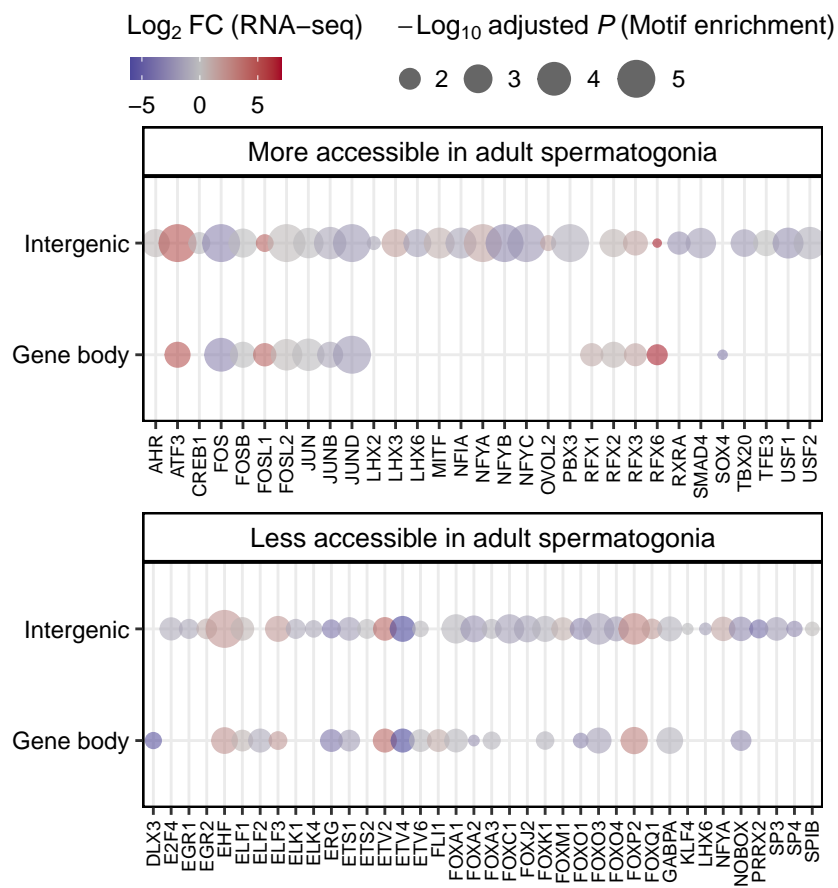 Log2 FC (RNA−seq)
−Log10 adjusted P (Motif enrichment)
−5 0 5
2 3 4 5
More accessible in adult spermatogonia
Intergenic
Gene body
AHR ATF3 CREB1 FOS FOSB FOSL1 FOSL2 JUN JUNB JUND LHX2 LHX3 LHX6 MITF NFIA NFYA NFYB NFYC OVOL2 PBX3 RFX1 RFX2 RFX3 RFX6 RXRA SMAD4 SOX4 TBX20 TFE3 USF1 USF2
Less accessible in adult spermatogonia
Intergenic
Gene body
DLX3 E2F4 EGR1 EGR2 EHF ELF1 ELF2 ELF3 ELK1 ELK4 ERG ETS1 ETS2 ETV2 ETV4 ETV6 FLI1 FOXA1 FOXA2 FOXA3 FOXC1 FOXJ2 FOXK1 FOXM1 FOXO1 FOXO3 FOXO4 FOXP2 FOXQ1 GABPA KLF4 LHX6 NFYA NOBOX PRRX2 SP3 SP4 SPIB